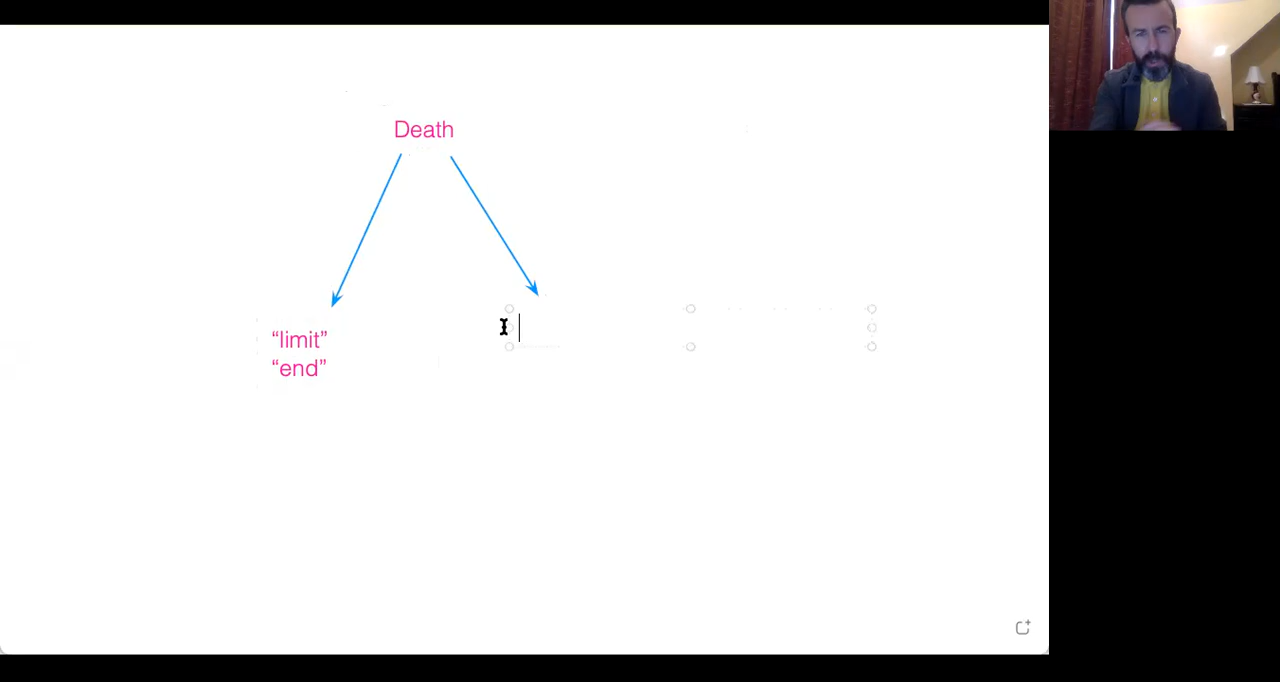 Death
“limit”
“end”